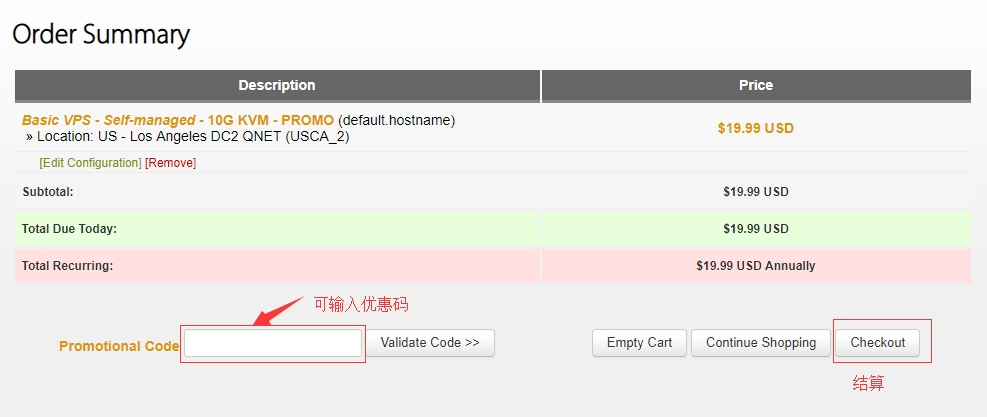 Order Summary
Description Price
Basic VPS - Self-managed - 10G KVM - PROMO (default.hostname) $19.99 USD
» Location: US - Los Angeles DC2 QNET (USCA_2)
[Edit Configuration] [Remove]
Subtotal: $19.99 USD
Total Due Today: $19.99 USD
Total Recurring: $19.99 USD Annually
可输入优惠码
Promotional Code Validate Code >> Empty Cart Continue Shopping Checkout
结算